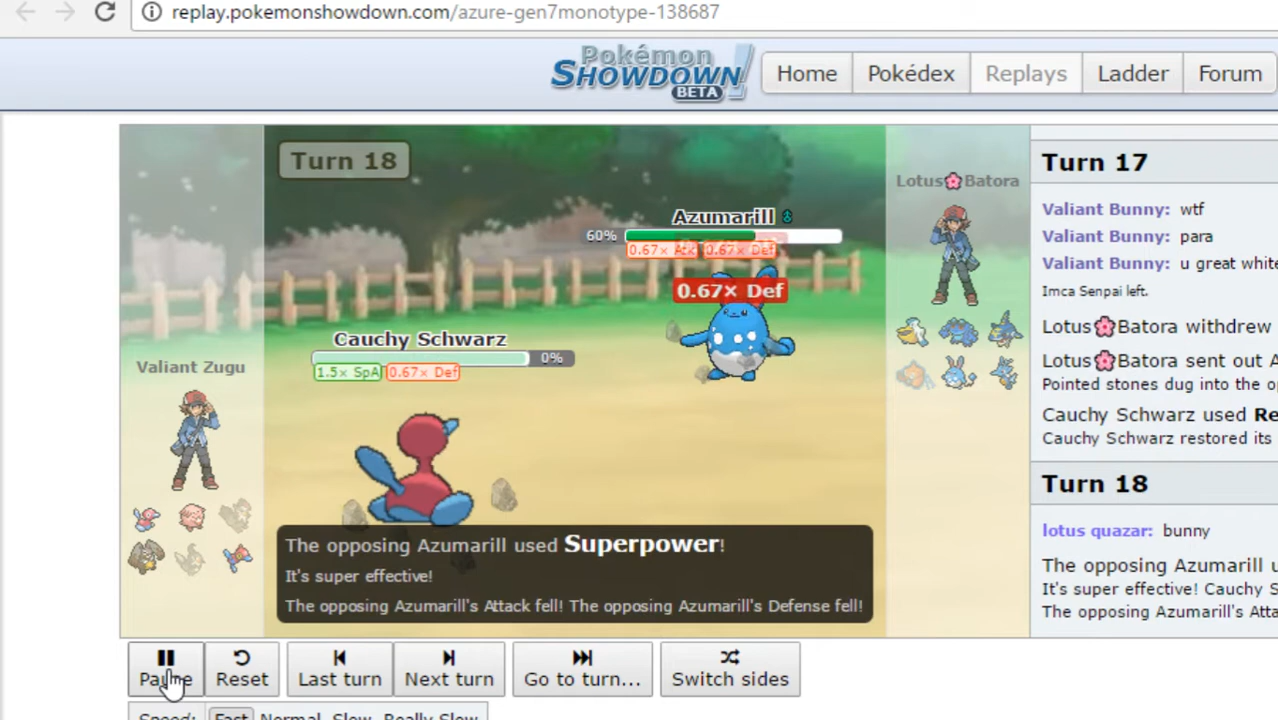 replay.pokemonshowdown.com/azure-gen7monotype-138687
Pokémon
SHOWDOWN!
BETA
Home
Pokédex
Replays
Ladder
Forum
Turn 18
Azumarill
60%
0.67× Atk 0.67× Def
0.67× Def
Cauchy Schwarz
0%
1.5× SpA 0.67× Def
Valiant Zugu
Lotus🌸Batora
The opposing Azumarill used Superpower!
It's super effective!
The opposing Azumarill's Attack fell! The opposing Azumarill's Defense fell!
Turn 17
Valiant Bunny: wtf
Valiant Bunny: para
Valiant Bunny: u great white
Imca Senpai left.
Lotus🌸Batora withdrew
Lotus🌸Batora sent out A
Pointed stones dug into the o
Cauchy Schwarz used Re
Cauchy Schwarz restored its
Turn 18
lotus quazar: bunny
The opposing Azumarill u
It's super effective! Cauchy S
The opposing Azumarill's Atta
Pause
Reset
Last turn
Next turn
Go to turn...
Switch sides
Speed: Fast Normal Slow Really Slow